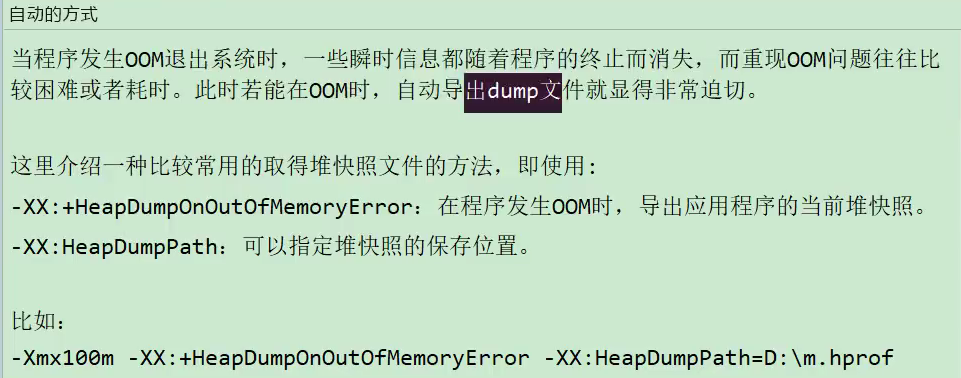 自动的方式
当程序发生OOM退出系统时，一些瞬时信息都随着程序的终止而消失，而重现OOM问题往往比
较困难或者耗时。此时若能在OOM时，自动导出dump文件就显得非常迫切。
这里介绍一种比较常用的取得堆快照文件的方法，即使用：
-XX:+HeapDumpOnOutOfMemoryError：在程序发生OOM时，导出应用程序的当前堆快照。
-XX:HeapDumpPath：可以指定堆快照的保存位置。
比如：
-Xmx100m -XX:+HeapDumpOnOutOfMemoryError -XX:HeapDumpPath=D:\m.hprof